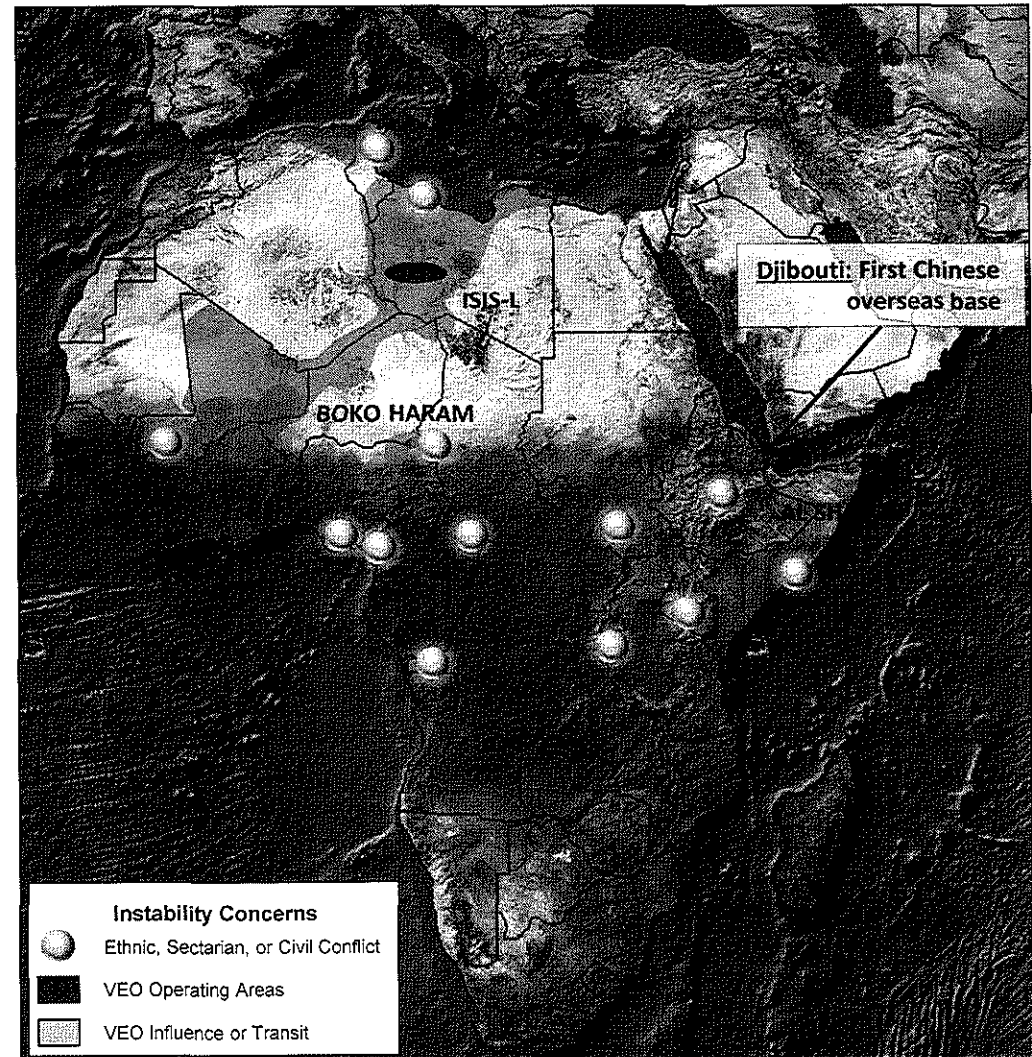 Djibouti: First Chinese
overseas base
ISIS-L
BOKO HARAM
Instability Concerns
Ethnic, Sectarian, or Civil Conflict
VEO Operating Areas
VEO Influence or Transit